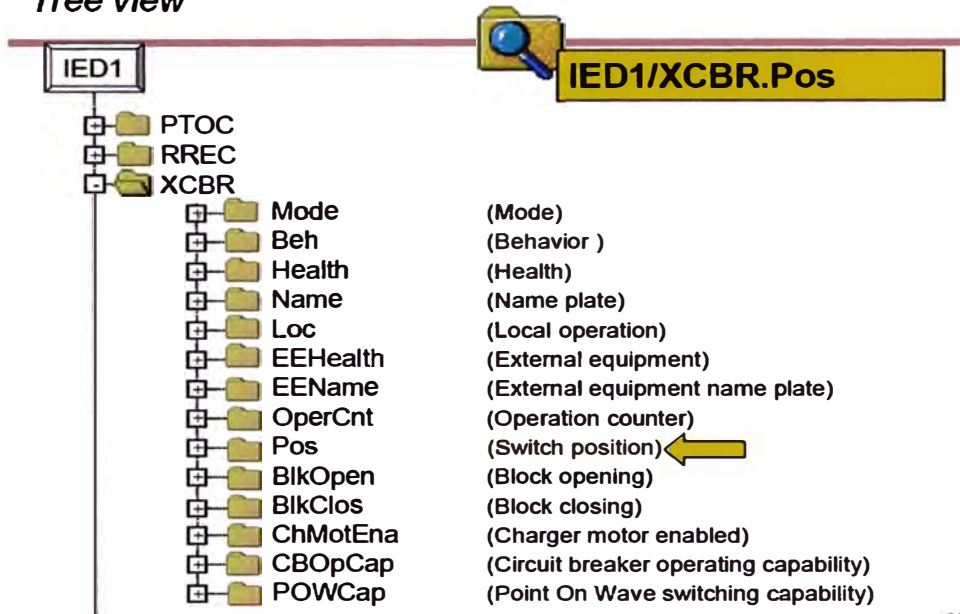 Tree view
IED1
IED1/XCBR.Pos
PTOC
RREC
XCBR
Mode (Mode)
Beh (Behavior )
Health (Health)
Name (Name plate)
Loc (Local operation)
EEHealth (External equipment)
EEName (External equipment name plate)
OperCnt (Operation counter)
Pos (Switch position)
BlkOpen (Block opening)
BlkClos (Block closing)
ChMotEna (Charger motor enabled)
CBOpCap (Circuit breaker operating capability)
POWCap (Point On Wave switching capability)